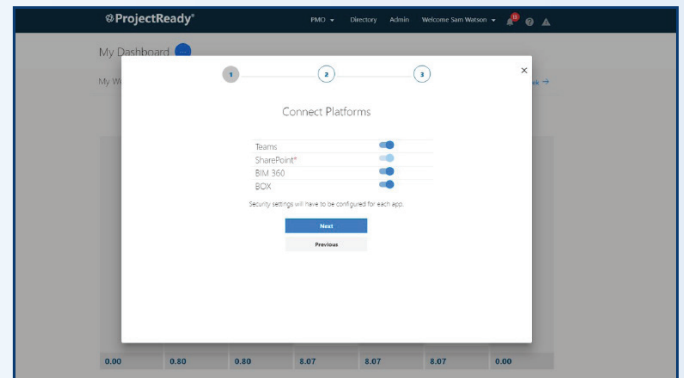 ProjectReady®
PMO Directory Admin Welcome Sam Watson
My Dashboard
My
1 2 3
Connect Platforms
Teams
SharePoint*
BIM 360
BOX
Security settings will have to be configured for each app.
Next
Previous
0.00 0.80 0.80 8.07 8.07 8.07 0.00